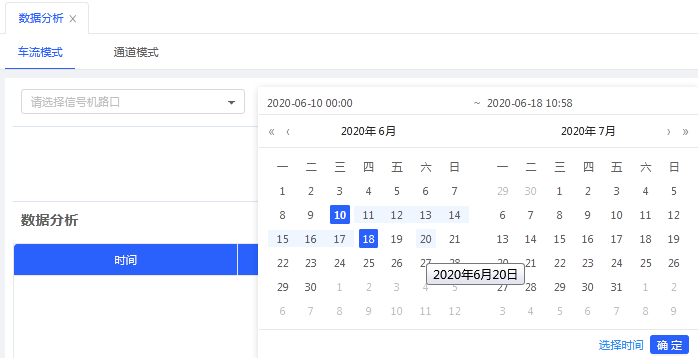 数据分析 ×
车流模式 通道模式
请选择信号机路口
2020-06-10 00:00 ~ 2020-06-18 10:58
« ‹ 2020年 6月 2020年 7月 › »
一 二 三 四 五 六 日 一 二 三 四 五 六 日
1 2 3 4 5 6 7 29 30 1 2 3 4 5
8 9 10 11 12 13 14 6 7 8 9 10 11 12
数据分析
15 16 17 18 19 20 21 13 14 15 16 17 18 19
时间
22 23 24 25 26 27 28 20 21 22 23 24 25 26
2020年6月20日
29 30 1 2 3 4 5 27 28 29 30 31 1 2
6 7 8 9 10 11 12 3 4 5 6 7 8 9
选择时间 确 定